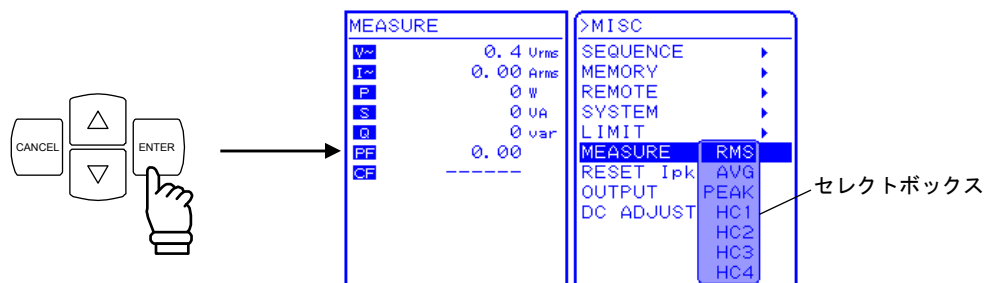 CANCEL
ENTER
MEASURE
V~ 0.4 Vrms
I~ 0.00 Arms
P 0 W
S 0 VA
Q 0 var
PF 0.00
CF ------
>MISC
SEQUENCE
MEMORY
REMOTE
SYSTEM
LIMIT
MEASURE RMS
RESET Ipk AVG
OUTPUT PEAK
DC ADJUST HC1
HC2
HC3
HC4
セレクトボックス